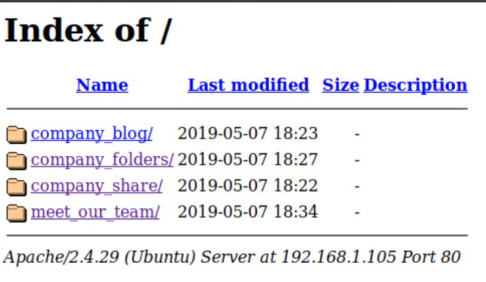 Index of /
Name Last modified Size Description
company_blog/ 2019-05-07 18:23 -
company_folders/ 2019-05-07 18:27 -
company_share/ 2019-05-07 18:22 -
meet_our_team/ 2019-05-07 18:34 -
Apache/2.4.29 (Ubuntu) Server at 192.168.1.105 Port 80